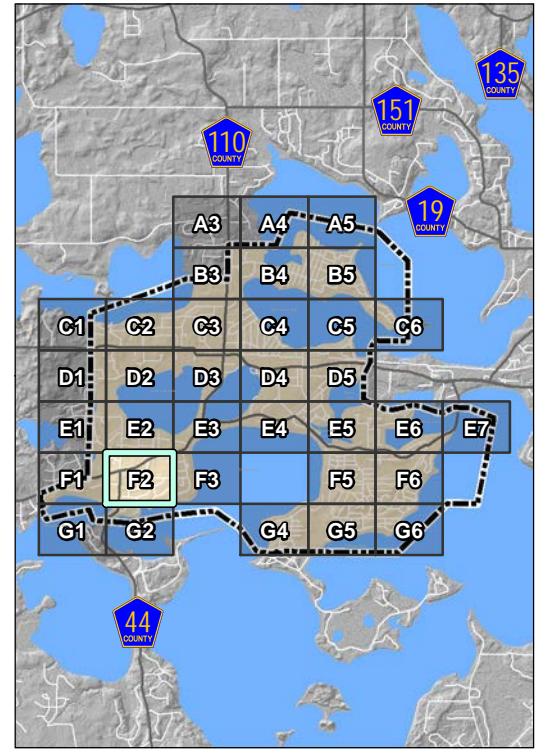 135
COUNTY
151
COUNTY
110
COUNTY
19
COUNTY
A3 A4 A5
B3 B4 B5
C1 C2 C3 C4 C5 C6
D1 D2 D3 D4 D5
E1 E2 E3 E4 E5 E6 E7
F1 F2 F3 F5 F6
G1 G2 G4 G5 G6
44
COUNTY